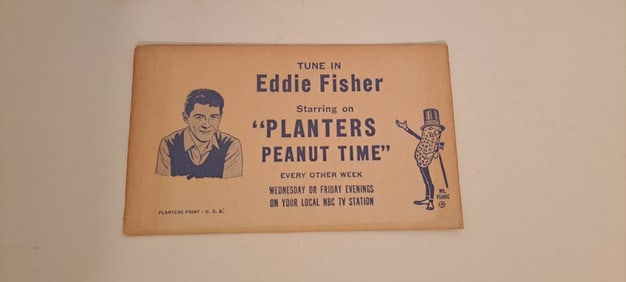 TUNE IN
Eddie Fisher
Starring on
"PLANTERS
PEANUT TIME"
EVERY OTHER WEEK
WEDNESDAY OR FRIDAY EVENINGS
ON YOUR LOCAL NBC TV STATION
PLANTERS PRINT - U. S. A.
MR.
PEANUT
®